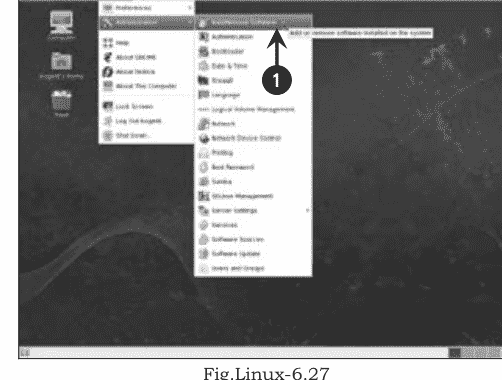 Preferences
Administration
Add/Remove Software
Add or remove software installed on the system
Help
About GNOME
About Fedora
About This Computer
Lock Screen
Log Out
Shut Down...
Authentication
Bootloader
Date & Time
Firewall
Language
Logical Volume Management
Network
Network Device Control
Printing
Root Password
Samba
SELinux Management
Server Settings
Services
Software Sources
Software Update
Users and Groups
Computer
Home
Trash
1
Fig.Linux-6.27